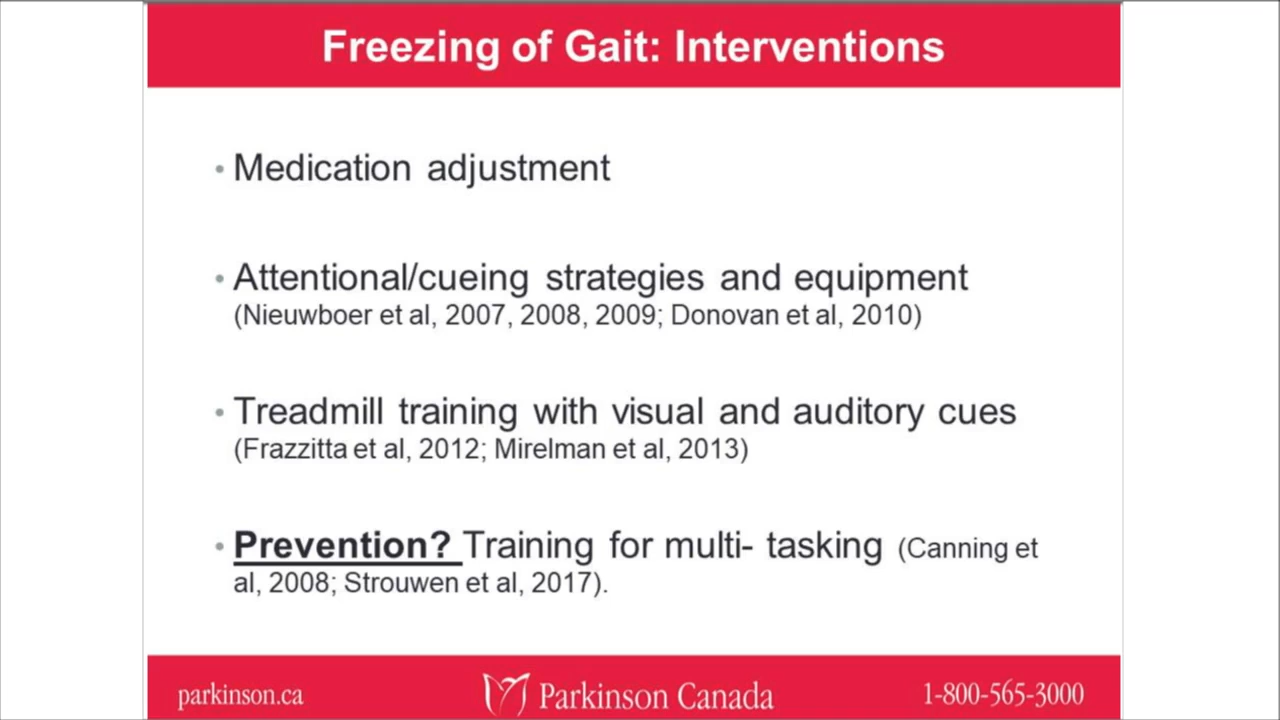 Freezing of Gait: Interventions
• Medication adjustment
• Attentional/cueing strategies and equipment
(Nieuwboer et al, 2007, 2008, 2009; Donovan et al, 2010)
• Treadmill training with visual and auditory cues
(Frazzitta et al, 2012; Mirelman et al, 2013)
• Prevention? Training for multi- tasking (Canning et
al, 2008; Strouwen et al, 2017).
parkinson.ca
Parkinson Canada
1-800-565-3000